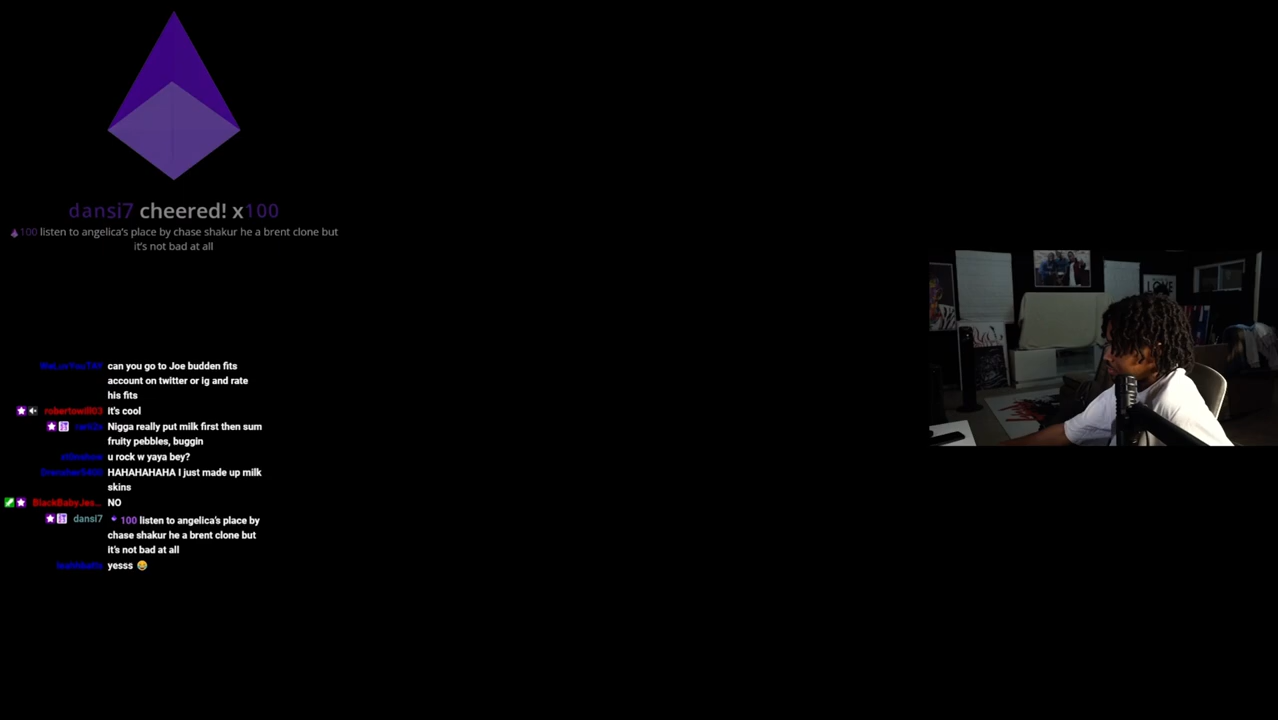 dansi7 cheered! x100
100 listen to angelica's place by chase shakur he a brent clone but
it's not bad at all
can you go to Joe budden fits
account on twitter or ig and rate
his fits
robertowill03 it's cool
Nigga really put milk first then sum
fruity pebbles, buggin
u rock w yaya bey?
HAHAHAHAHA I just made up milk
skins
BlackBabyJes... NO
dansi7 100 listen to angelica's place by
chase shakur he a brent clone but
it's not bad at all
yesss
LOVE